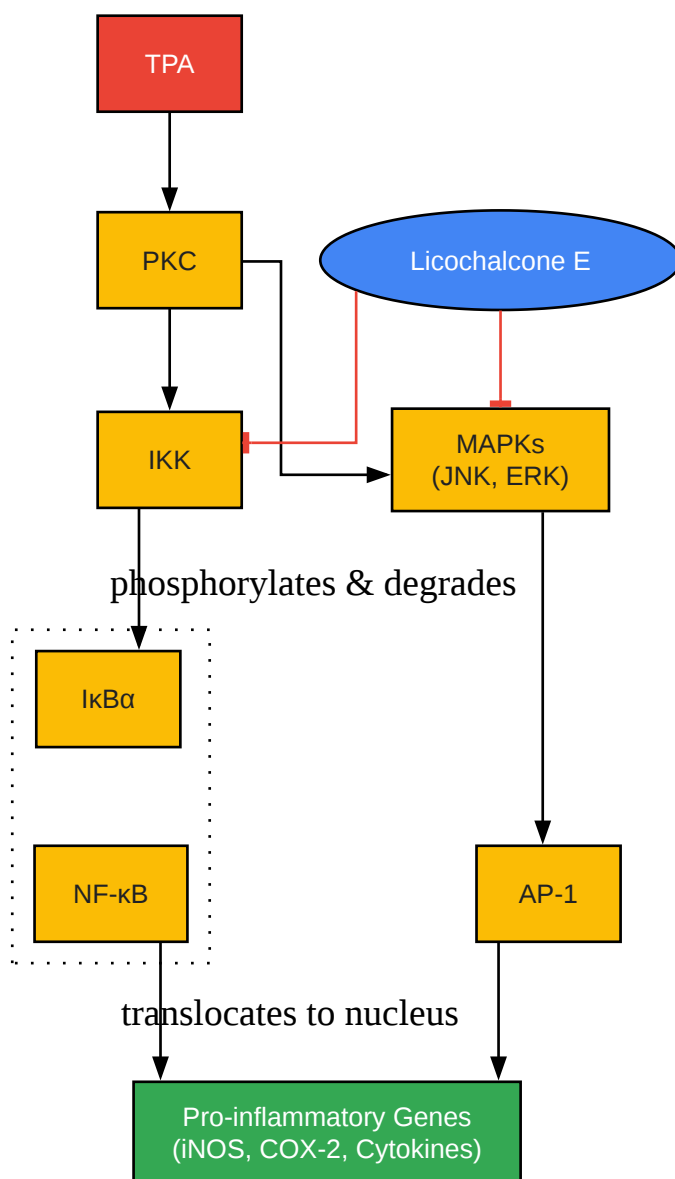 TPA
PKC
Licochalcone E
IKK
MAPKs
(JNK, ERK)
phosphorylates & degrades
IκBα
NF-κB
AP-1
translocates to nucleus
Pro-inflammatory Genes
(iNOS, COX-2, Cytokines)